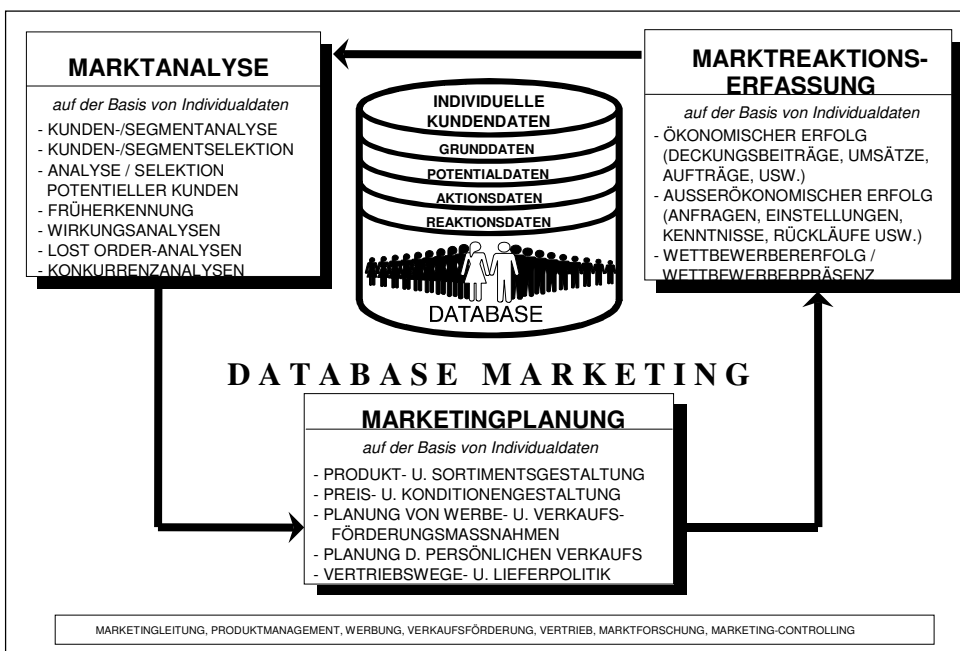 MARKTANALYSE
auf der Basis von Individualdaten
- KUNDEN-/SEGMENTANALYSE
- KUNDEN-/SEGMENTSELEKTION
- ANALYSE / SELEKTION
POTENTIELLER KUNDEN
- FRÜHERKENNUNG
- WIRKUNGSANALYSEN
- LOST ORDER-ANALYSEN
- KONKURRENZANALYSEN
INDIVIDUELLE
KUNDENDATEN
GRUNDDATEN
POTENTIALDATEN
AKTIONSDATEN
REAKTIONSDATEN
DATABASE
MARKTREAKTIONS-
ERFASSUNG
auf der Basis von Individualdaten
- ÖKONOMISCHER ERFOLG
(DECKUNGSBEITRÄGE, UMSÄTZE,
AUFTRÄGE, USW.)
- AUSSERÖKONOMISCHER ERFOLG
(ANFRAGEN, EINSTELLUNGEN,
KENNTNISSE, RÜCKLÄUFE USW.)
- WETTBEWERBERERFOLG /
WETTBEWERBERPRÄSENZ
DATABASE MARKETING
MARKETINGPLANUNG
auf der Basis von Individualdaten
- PRODUKT- U. SORTIMENTSGESTALTUNG
- PREIS- U. KONDITIONENGESTALTUNG
- PLANUNG VON WERBE- U. VERKAUFS-
FÖRDERUNGSMASSNAHMEN
- PLANUNG D. PERSÖNLICHEN VERKAUFS
- VERTRIEBSWEGE- U. LIEFERPOLITIK
MARKETINGLEITUNG, PRODUKTMANAGEMENT, WERBUNG, VERKAUFSFÖRDERUNG, VERTRIEB, MARKTFORSCHUNG, MARKETING-CONTROLLING